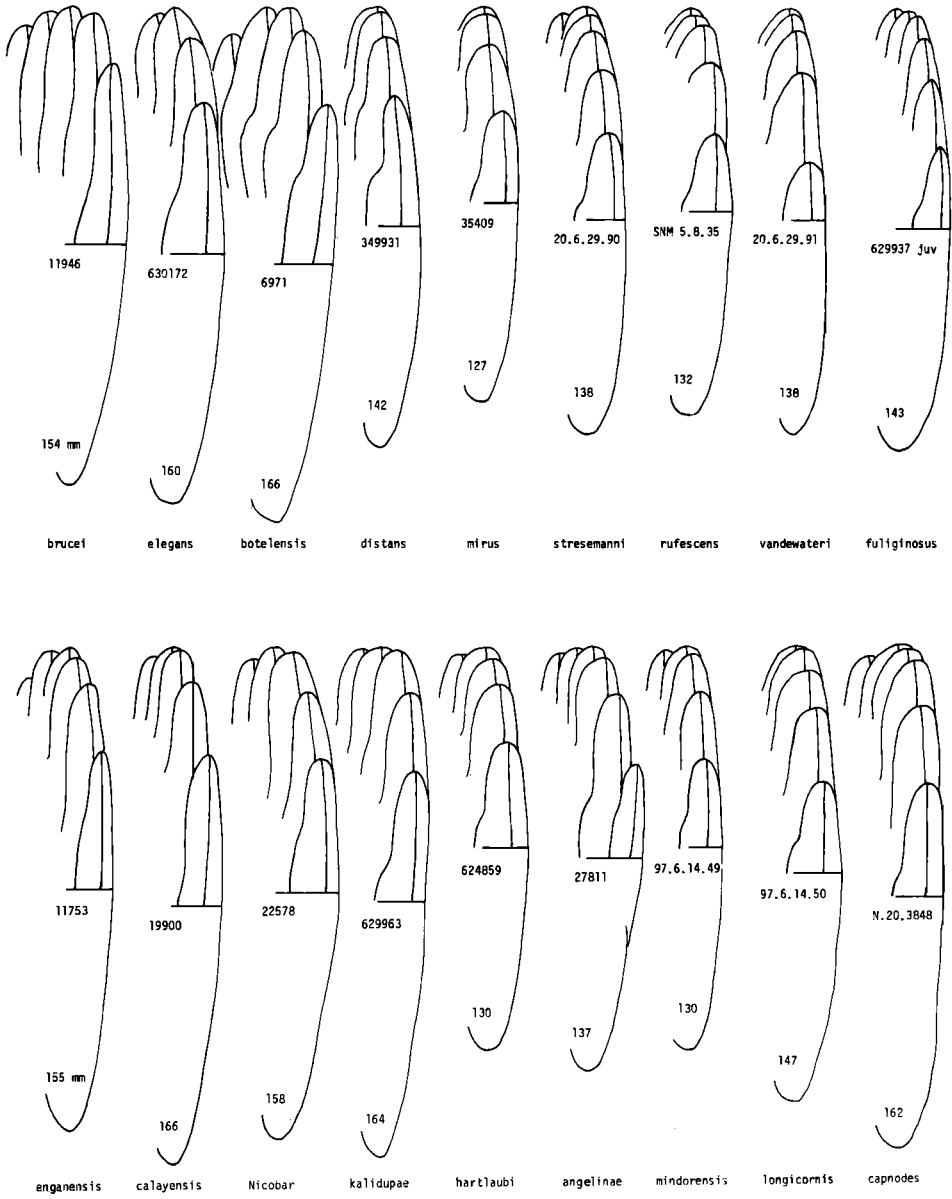 11946
630172
6971
349931
35409
20.6.29.90
SNM 5.8.35
20.6.29.91
629937 juv
154 mm
160
166
142
127
138
132
138
143
brucei
elegans
botelensis
distans
mirus
stresemanni
rufescens
vandewateri
fuliginosus
11753
19900
22578
629963
624859
27811
97.6.14.49
97.6.14.50
N.20.3848
155 mm
166
158
164
130
137
130
147
162
enganensis
calayensis
Nicobar
kalidupae
hartlaubi
angelinae
mindorensis
longicornis
capnodes